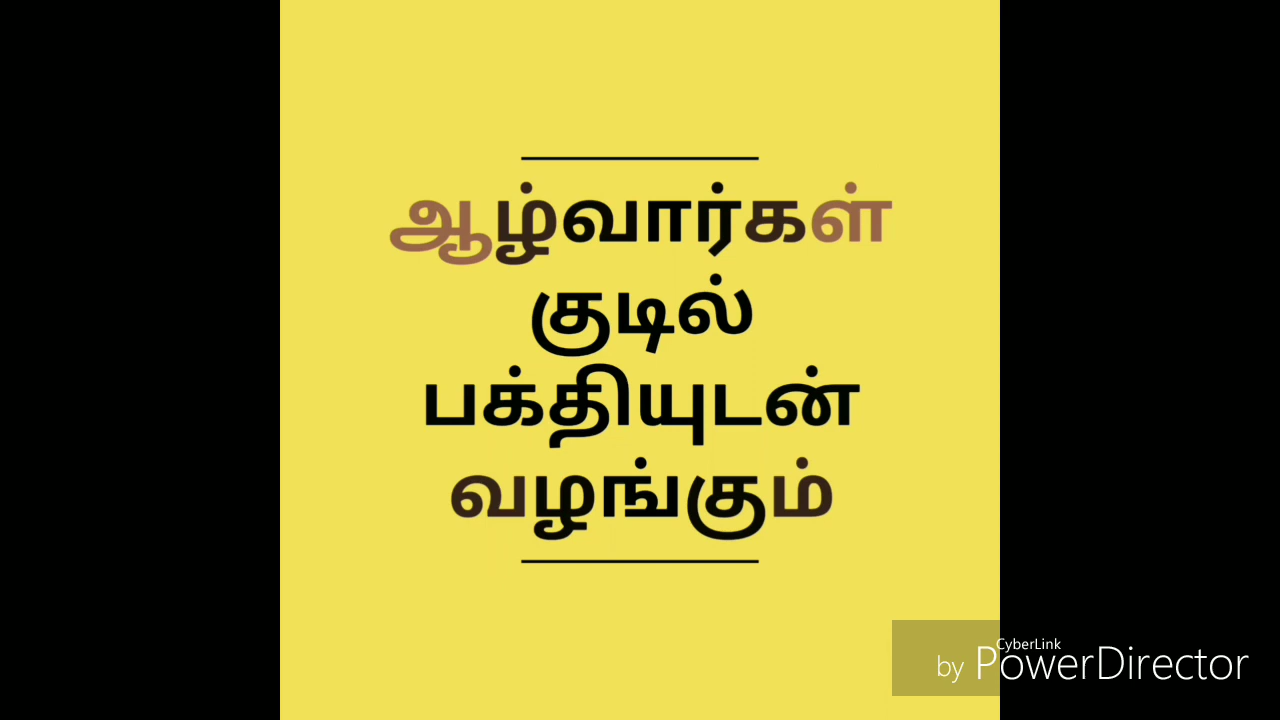 ஆழ்வார்கள்
குடில்
பக்தியுடன்
வழங்கும்
CyberLink
by PowerDirector